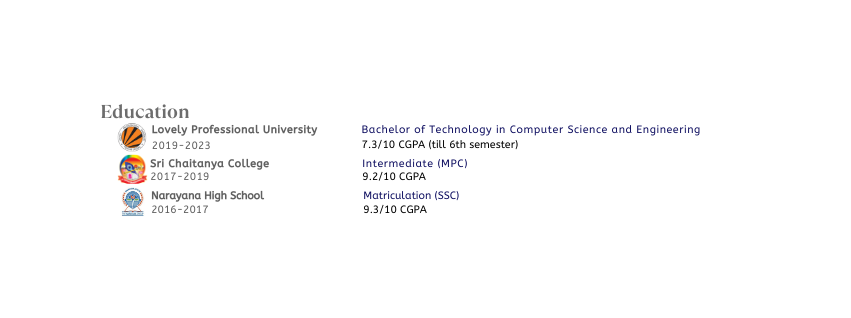 Education
Lovely Professional University
Bachelor of Technology in Computer Science and Engineering
2019-2023
7.3/10 CGPA (till 6th semester)
Sri Chaitanya College
Intermediate (MPC)
2017-2019
9.2/10 CGPA
Narayana High School
Matriculation (SSC)
2016-2017
9.3/10 CGPA